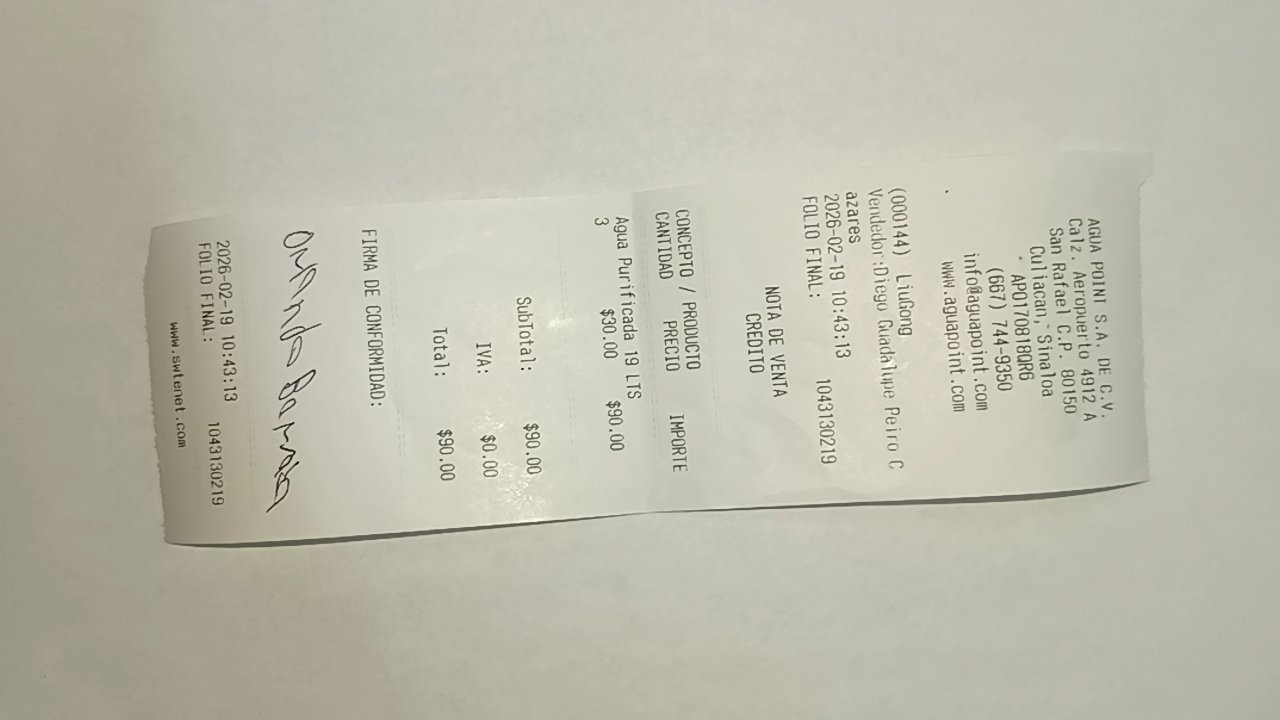 AGUA POINT S.A. DE C.V.
Calz. Aeropuerto 4912 A
San Rafael C.P. 80150
Culiacan, Sinaloa
. APO170818QR6
(667) 744-9350
info@aguapoint.com
www.aguapoint.com
.
(000144) LiuGong
Vendedor:Diego Guadalupe Peiro C
azares
2026-02-19 10:43:13
FOLIO FINAL: 1043130219
NOTA DE VENTA
CREDITO
CONCEPTO / PRODUCTO
CANTIDAD PRECIO IMPORTE
Agua Purificada 19 LTS
3 $30.00 $90.00
SubTotal: $90.00
IVA: $0.00
Total: $90.00
FIRMA DE CONFORMIDAD:
2026-02-19 10:43:13
FOLIO FINAL: 1043130219
www.swtenet.com